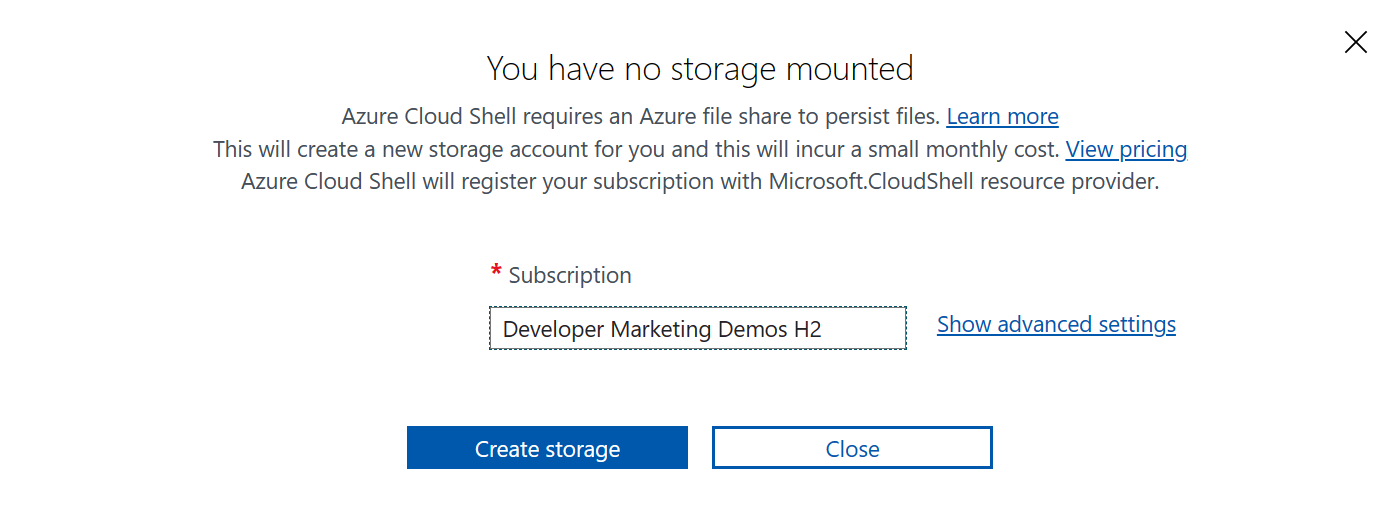 You have no storage mounted
Azure Cloud Shell requires an Azure file share to persist files. Learn more
This will create a new storage account for you and this will incur a small monthly cost. View pricing
Azure Cloud Shell will register your subscription with Microsoft.CloudShell resource provider.
* Subscription
Developer Marketing Demos H2
Show advanced settings
Create storage
Close